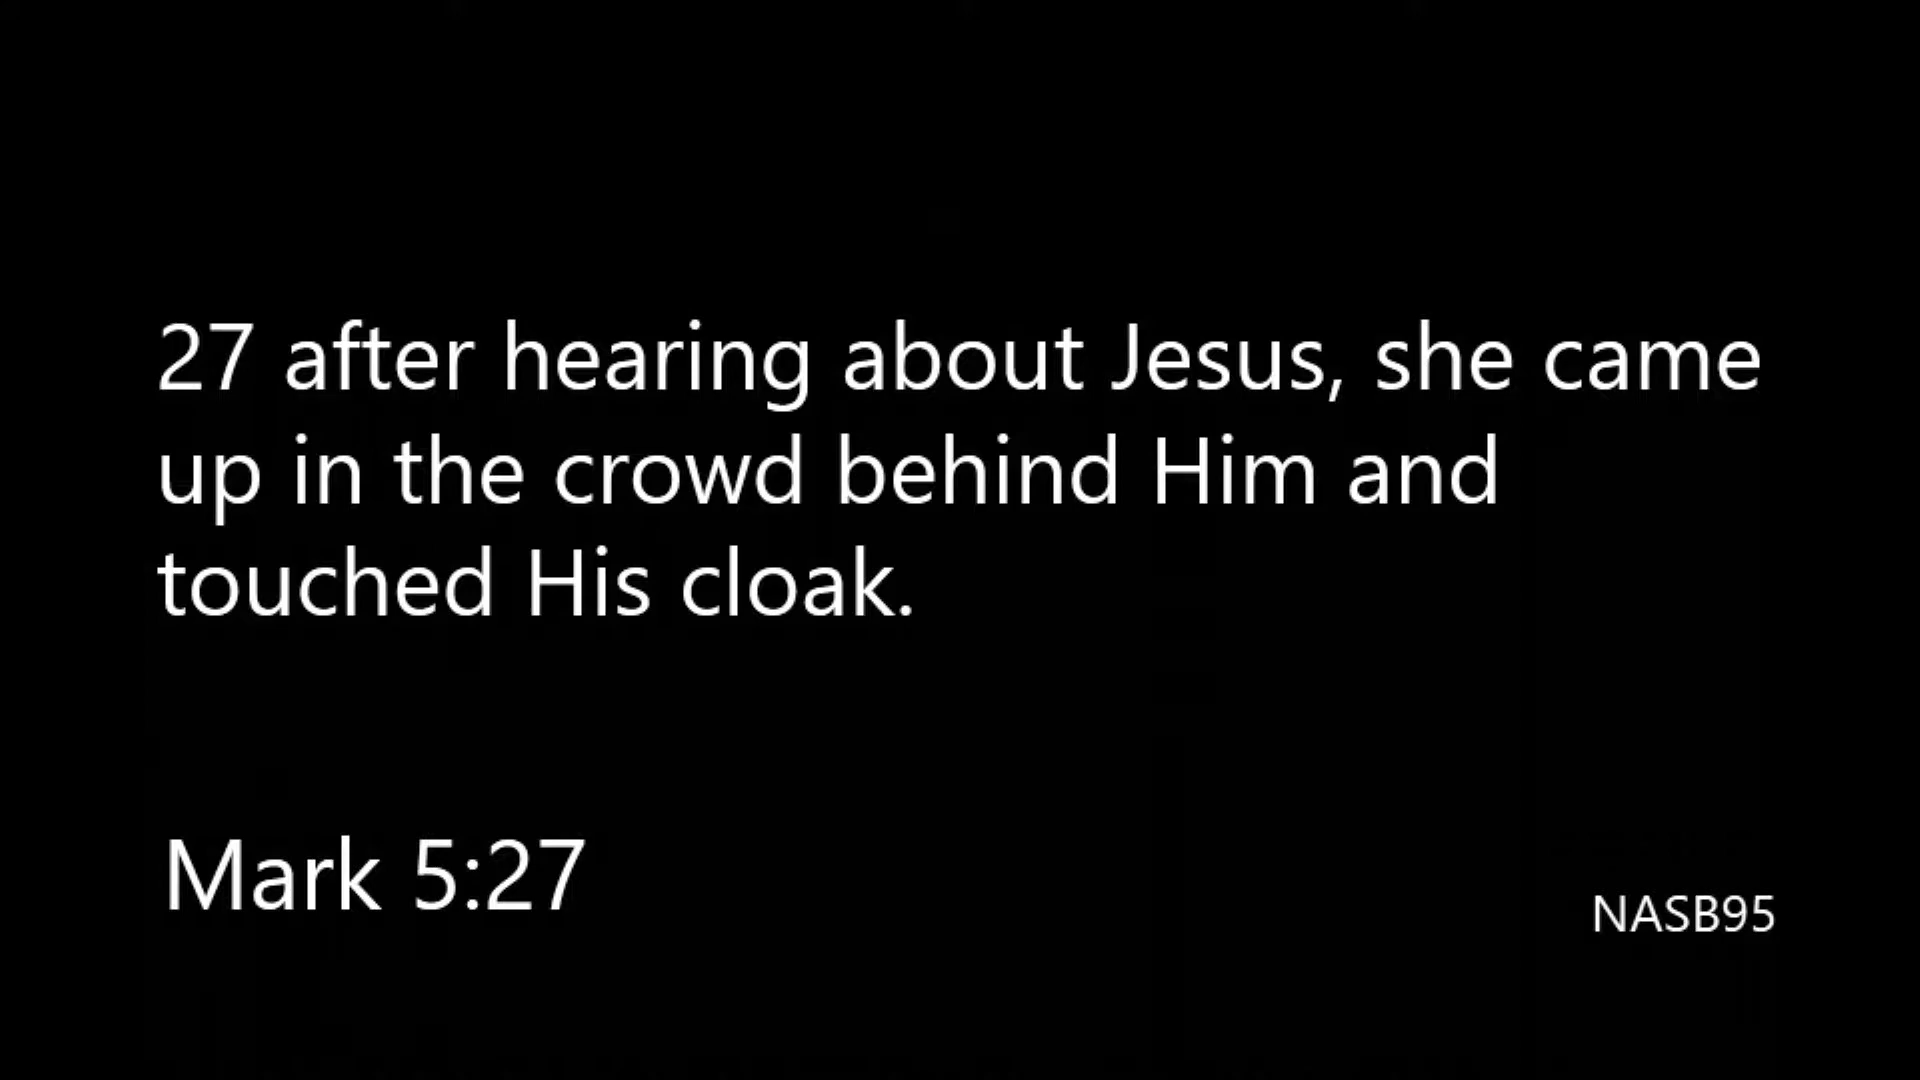 27 after hearing about Jesus, she came
up in the crowd behind Him and
touched His cloak.
Mark 5:27
NASB95